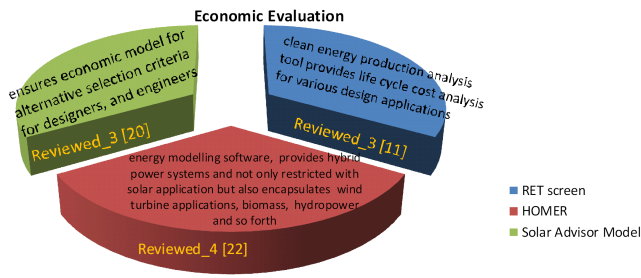 Economic Evaluation
ensures economic model for
alternative selection criteria
for designers, and engineers
Reviewed_3 [20]
clean energy production analysis
tool provides life cycle cost analysis
for various design applications
Reviewed_3 [11]
energy modelling software, provides hybrid
power systems and not only restricted with
solar application but also encapsulates wind
turbine applications, biomass, hydropower
and so forth
Reviewed_4 [22]
RET screen
HOMER
Solar Advisor Model